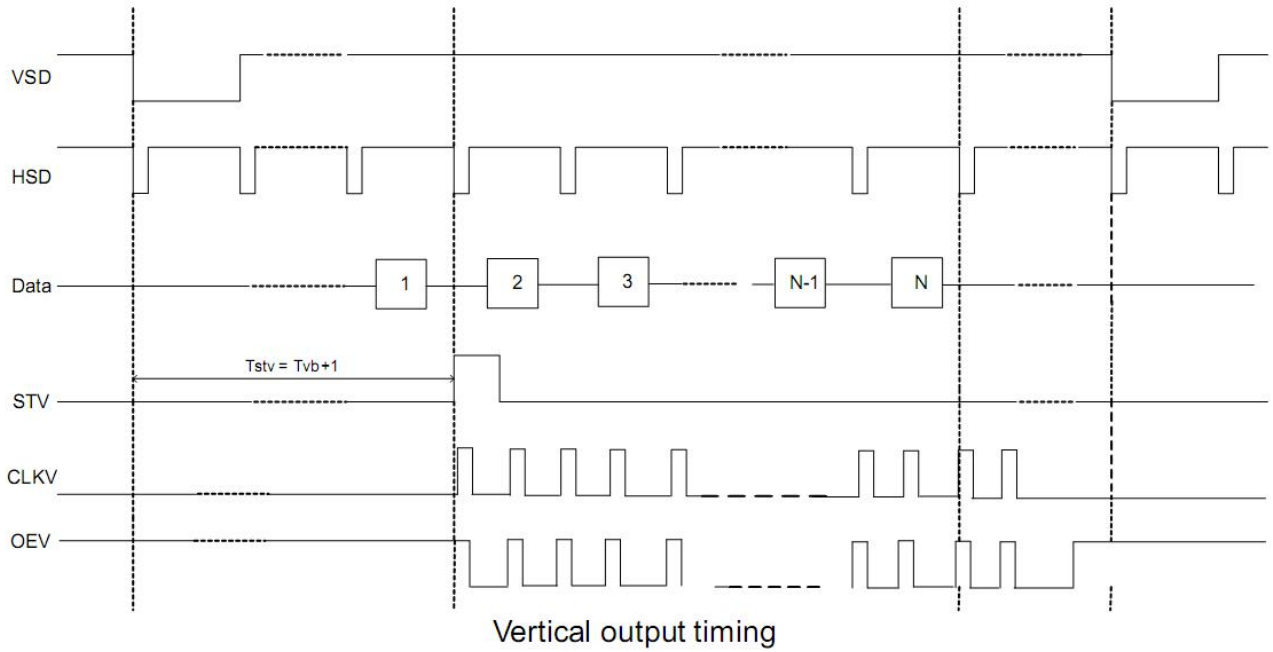 VSD
HSD
Data
1
2
3
N-1
N
Tstv = Tvb+1
STV
CLKV
OEV
Vertical output timing